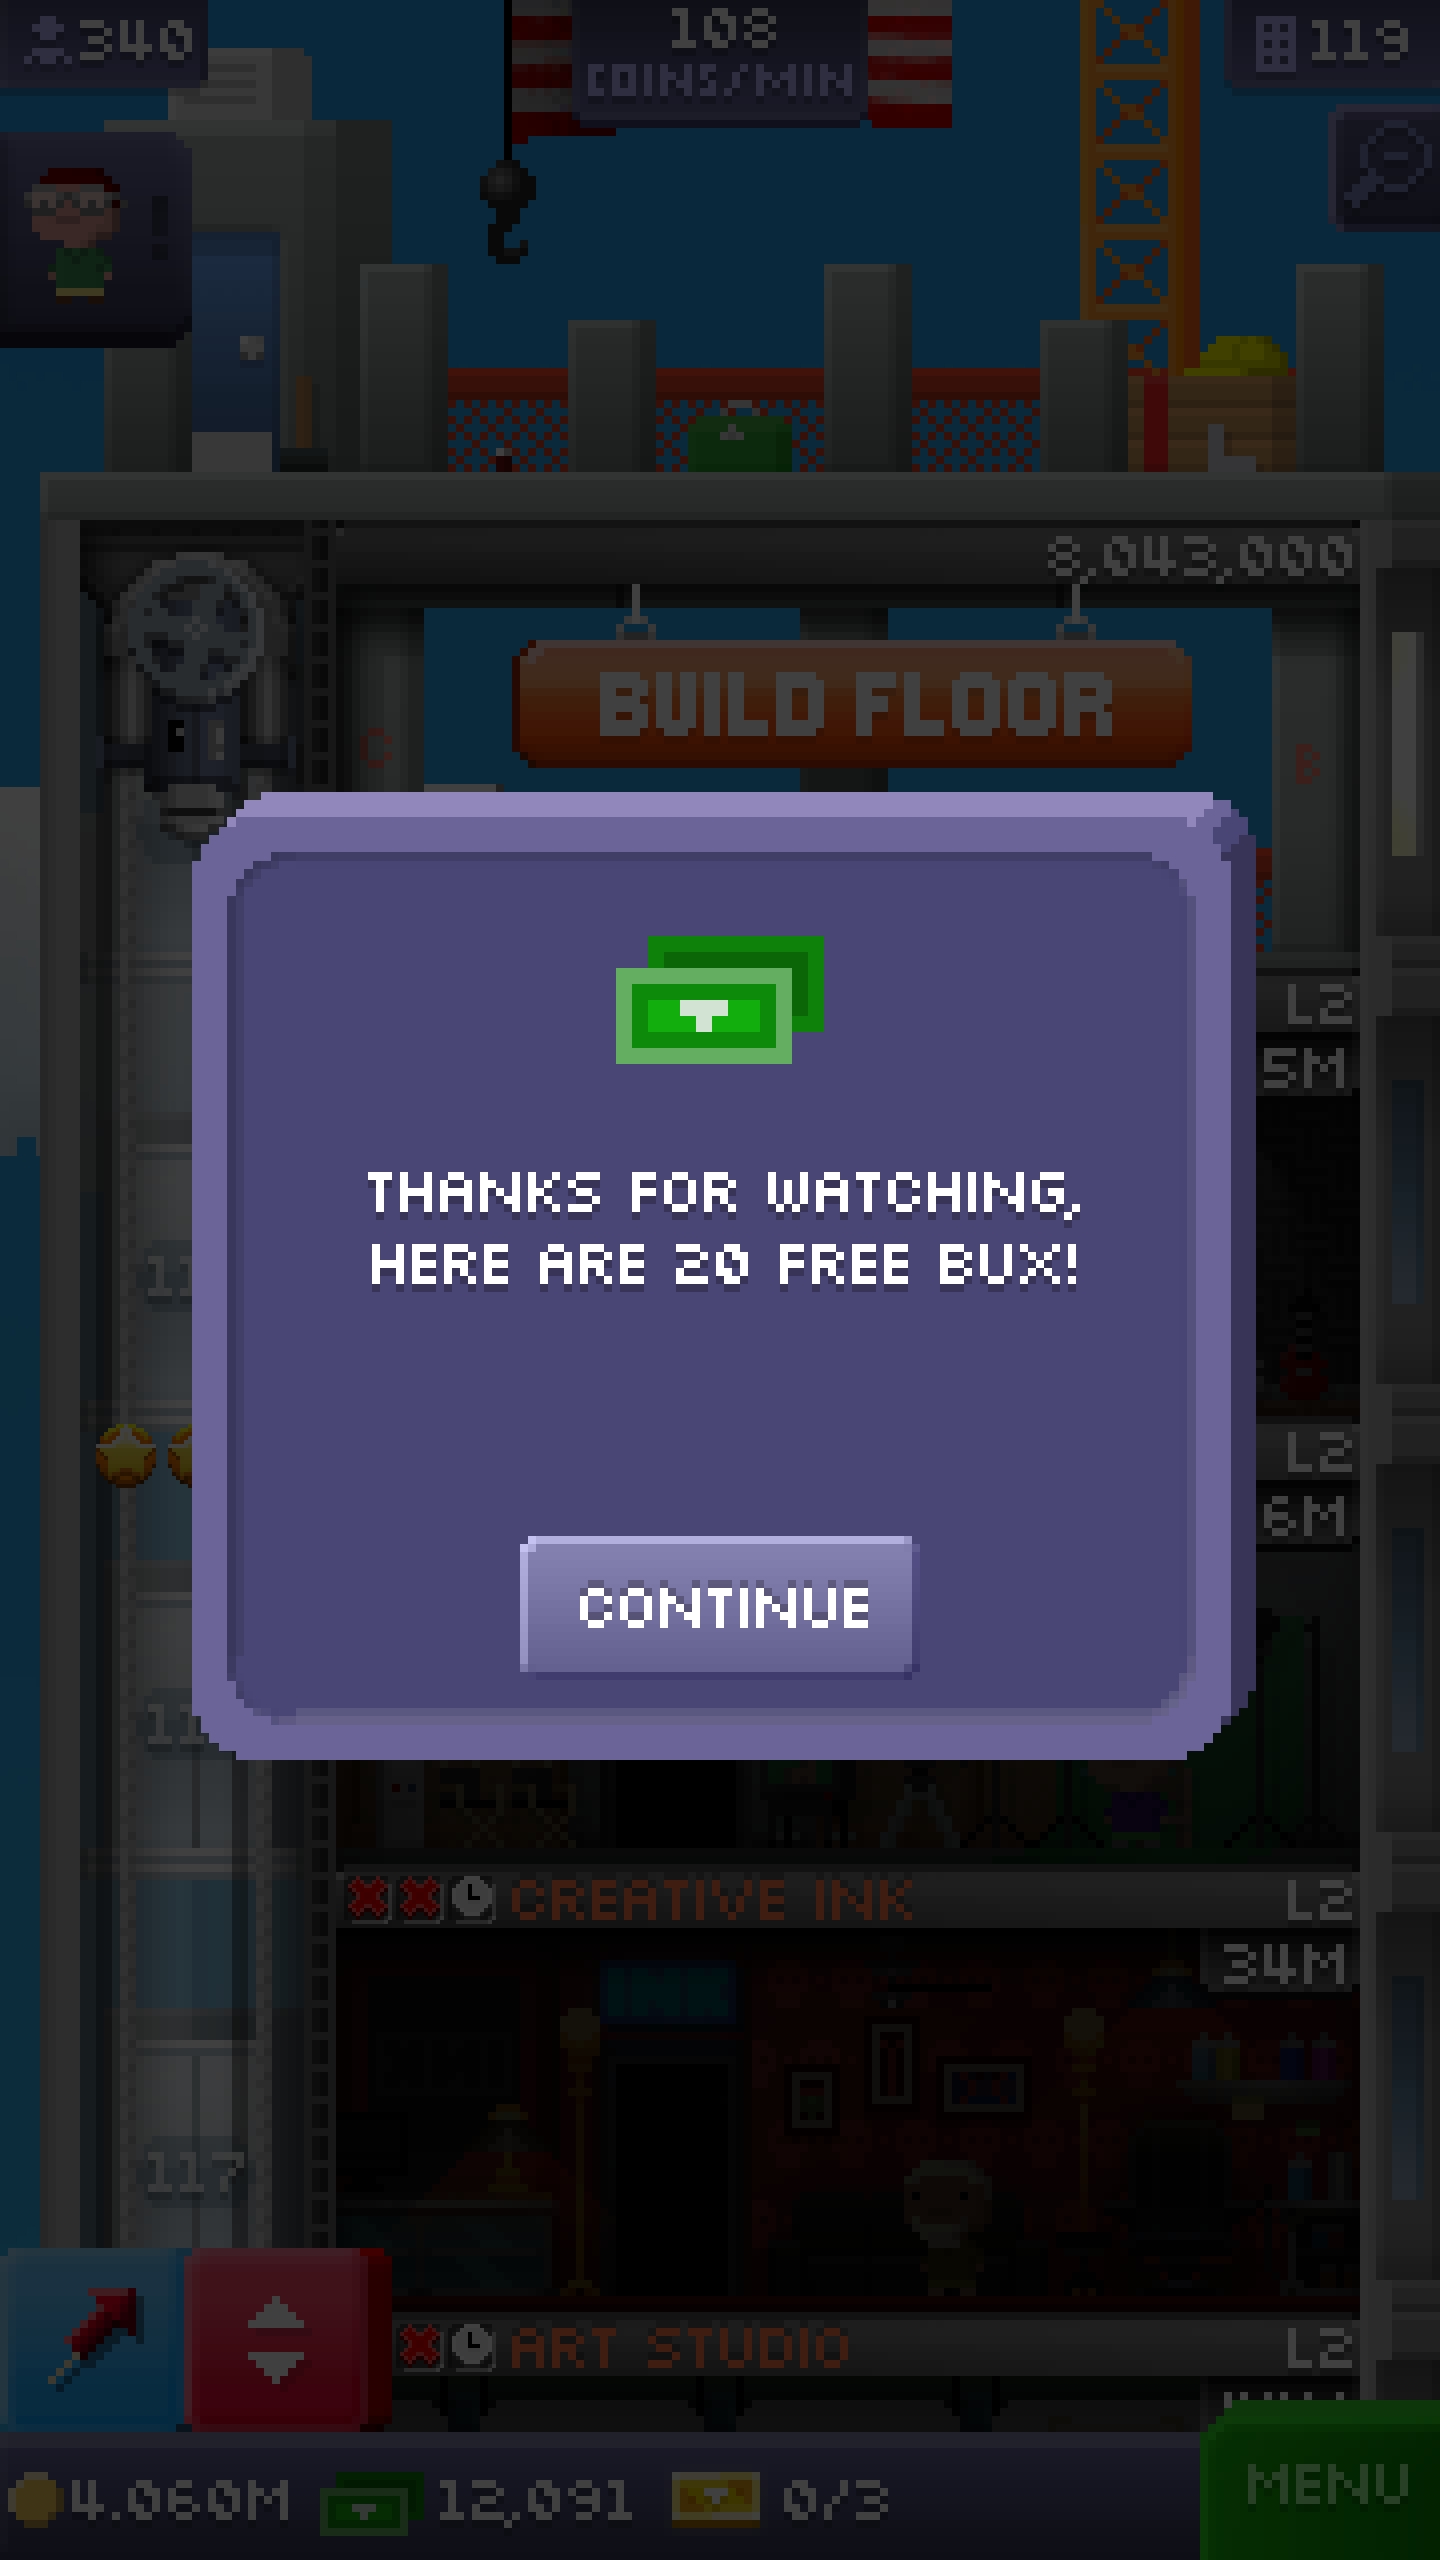 340
108
COINS/MIN
119
8,043,000
BUILD FLOOR
C
B
L2
5M
THANKS FOR WATCHING,
HERE ARE 20 FREE BUX!
L2
6M
CONTINUE
CREATIVE INK
L2
34M
INK
117
ART STUDIO
L2
4.060M
12,091
0/3
MENU